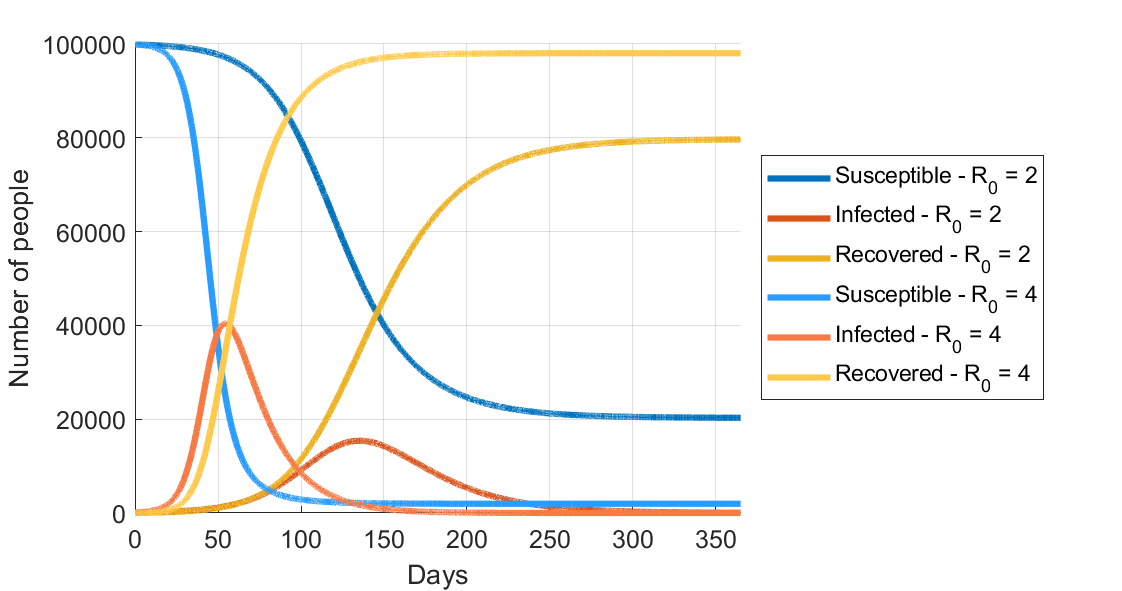 100000
80000
60000
40000
20000
0
Number of people
0 50 100 150 200 250 300 350
Days
Susceptible - R0 = 2
Infected - R0 = 2
Recovered - R0 = 2
Susceptible - R0 = 4
Infected - R0 = 4
Recovered - R0 = 4